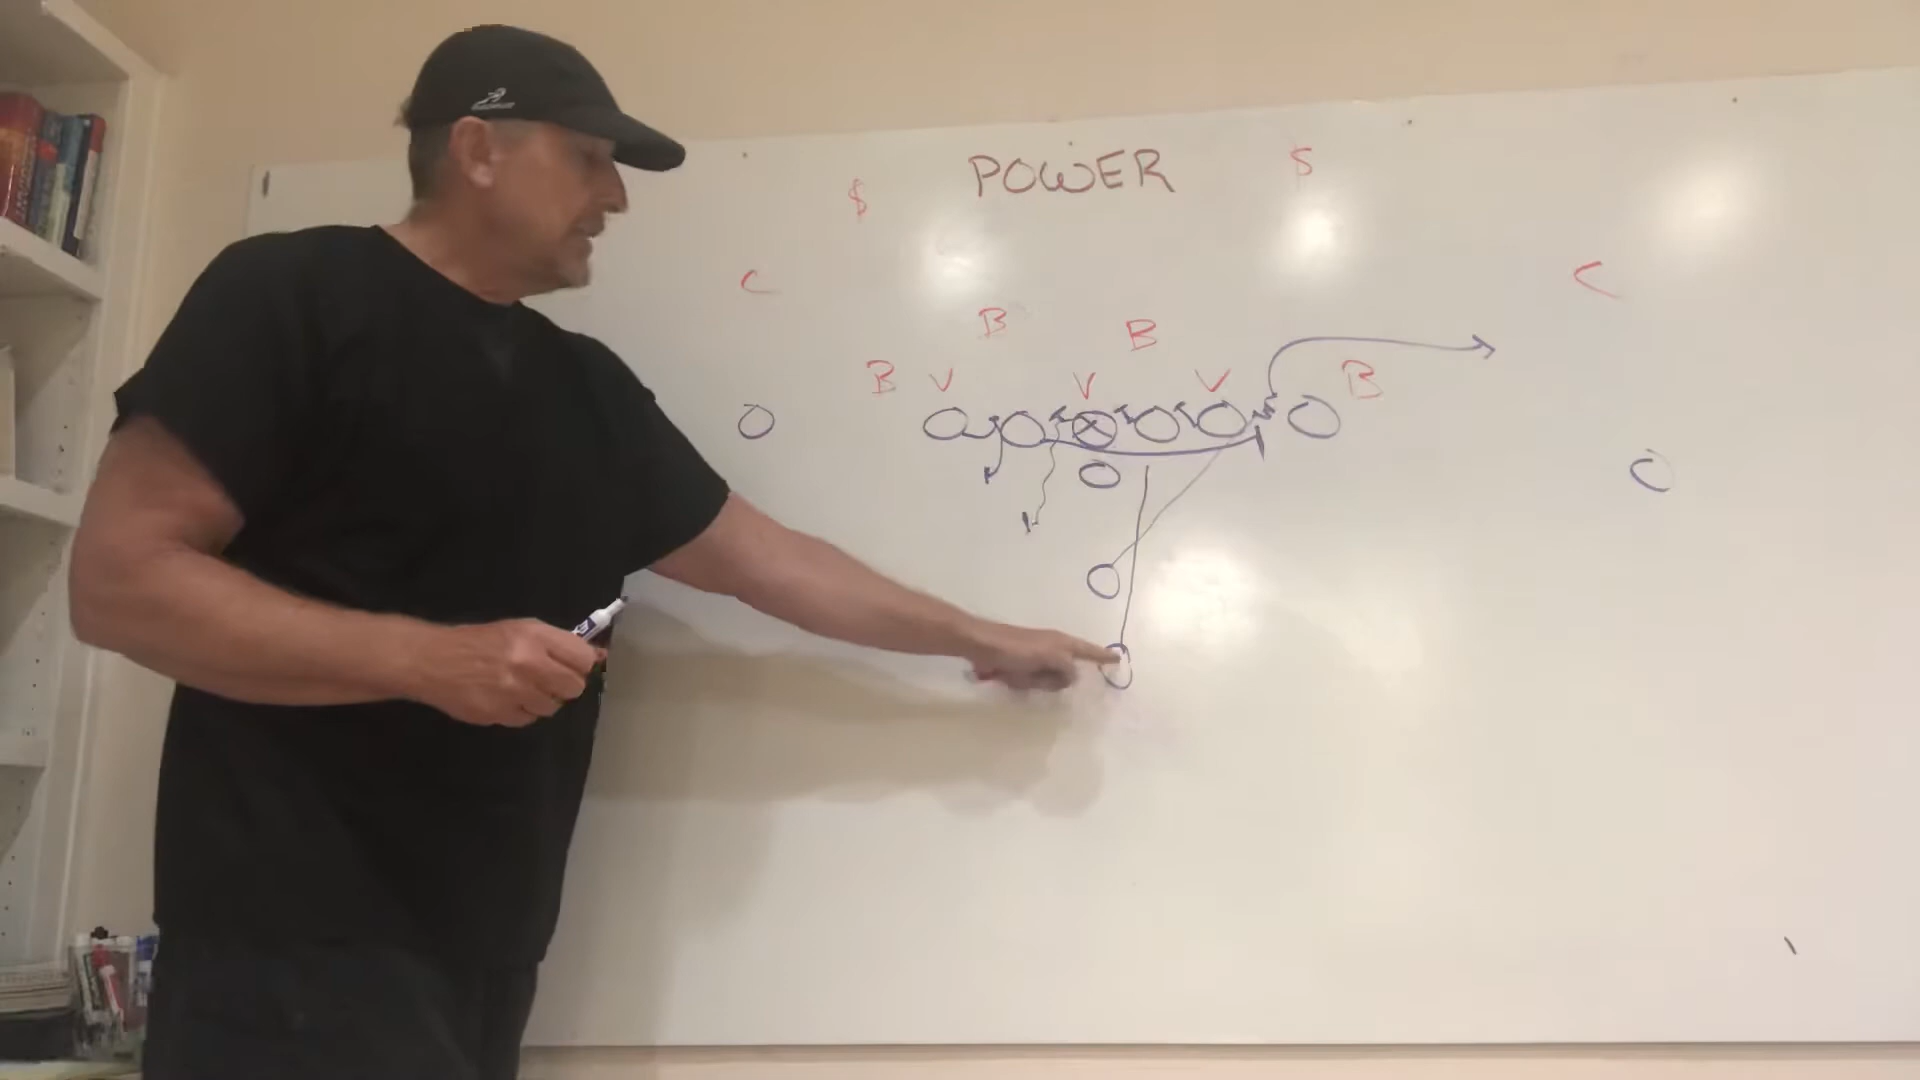 POWER
$ S
C C
B B
B V V V B
X